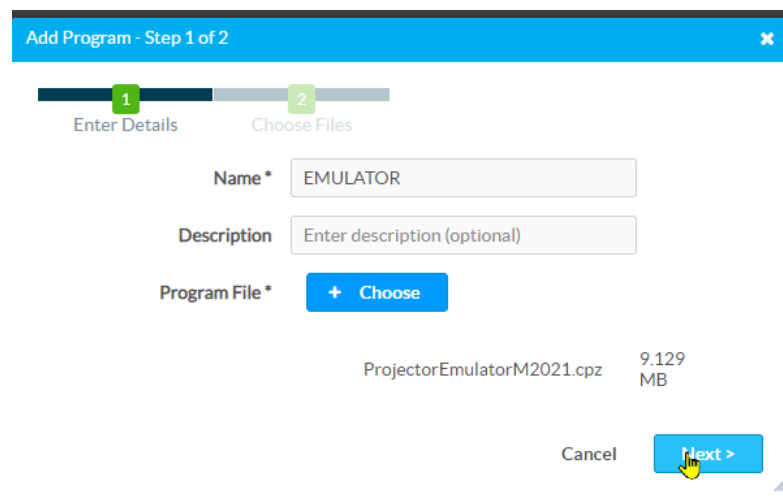 Add Program - Step 1 of 2
1
2
Enter Details
Choose Files
Name *
EMULATOR
Description
Enter description (optional)
Program File *
+ Choose
ProjectorEmulatorM2021.cpz
9.129
MB
Cancel
Next >